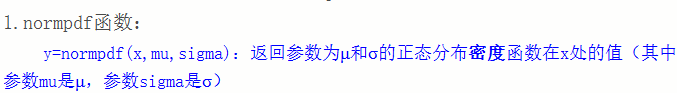 1.normpdf函数:
y=normpdf(x,mu,sigma): 返回参数为μ和σ的正态分布密度函数在x处的值(其中
参数mu是μ，参数sigma是σ)